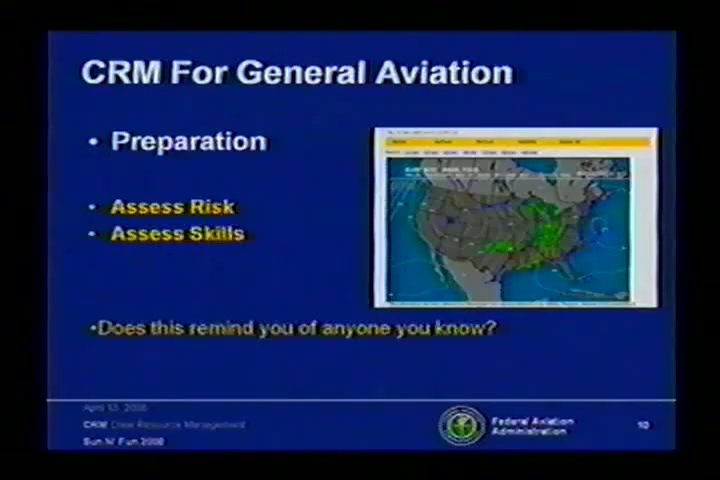 CRM For General Aviation
• Preparation
• Assess Risk
• Assess Skills
•Does this remind you of anyone you know?
April 13, 2008
CRM Crew Resource Management
Sun N' Fun 2008
Federal Aviation
Administration
10